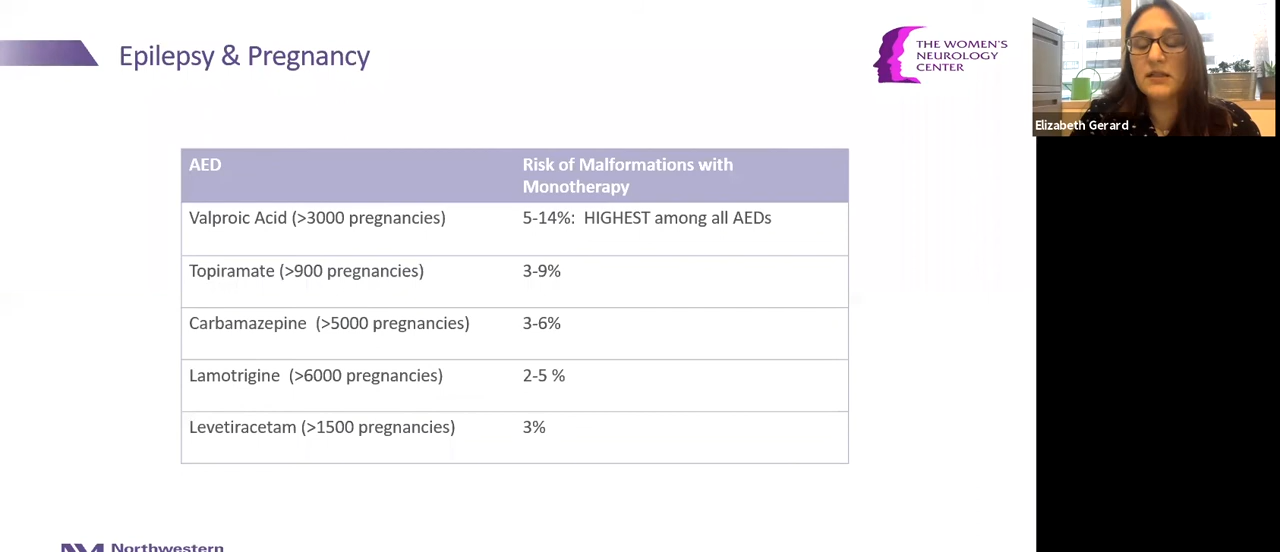 Epilepsy & Pregnancy
THE WOMEN'S
NEUROLOGY
CENTER
Elizabeth Gerard
AED
Risk of Malformations with
Monotherapy
Valproic Acid (>3000 pregnancies)
5-14%: HIGHEST among all AEDs
Topiramate (>900 pregnancies)
3-9%
Carbamazepine (>5000 pregnancies)
3-6%
Lamotrigine (>6000 pregnancies)
2-5 %
Levetiracetam (>1500 pregnancies)
3%
Northwestern